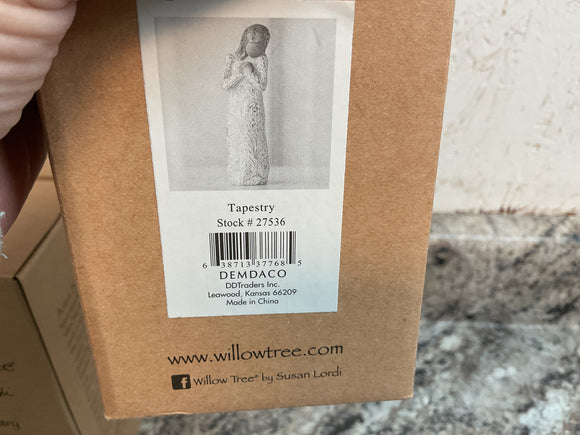 Tapestry
Stock # 27536
6 38713 37768 5
DEMDACO
DDTraders Inc.
Leawood, Kansas 66209
Made in China
www.willowtree.com
f Willow Tree® by Susan Lordi